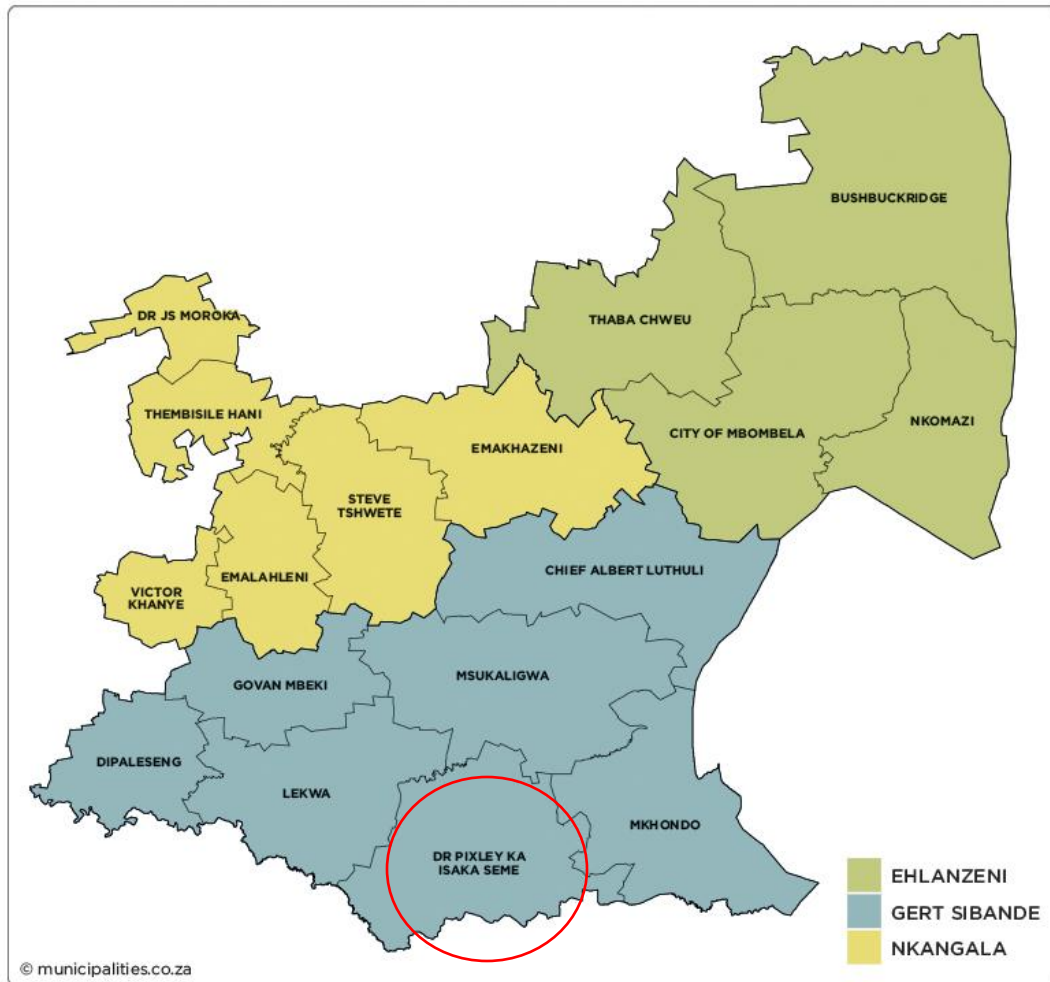 BUSHBUCKRIDGE
THABA CHWEU
DR JS MOROKA
THEMBISILE HANI
NKOMAZI
CITY OF MBOMBELA
EMAKHAZENI
STEVE
TSHWETE
CHIEF ALBERT LUTHULI
EMALAHLENI
VICTOR
KHANYE
MSUKALIGWA
GOVAN MBEKI
DIPALESENG
LEKWA
MKHONDO
DR PIXLEY KA
ISAKA SEME
EHLANZENI
GERT SIBANDE
NKANGALA
© municipalities.co.za